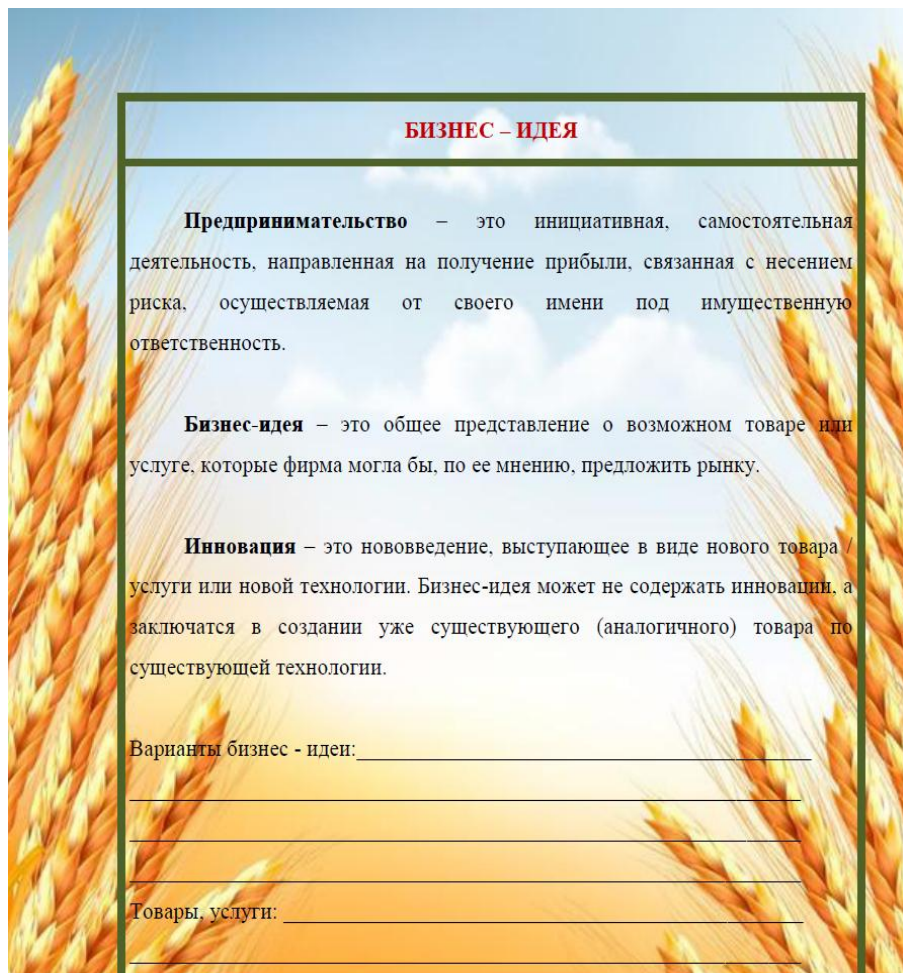 БИЗНЕС – ИДЕЯ
Предпринимательство – это инициативная, самостоятельная
деятельность, направленная на получение прибыли, связанная с несением
риска, осуществляемая от своего имени под имущественную
ответственность.
Бизнес-идея – это общее представление о возможном товаре или
услуге, которые фирма могла бы, по ее мнению, предложить рынку.
Инновация – это нововведение, выступающее в виде нового товара /
услуги или новой технологии. Бизнес-идея может не содержать инновации, а
заключатся в создании уже существующего (аналогичного) товара по
существующей технологии.
Варианты бизнес - идеи:
Товары, услуги: